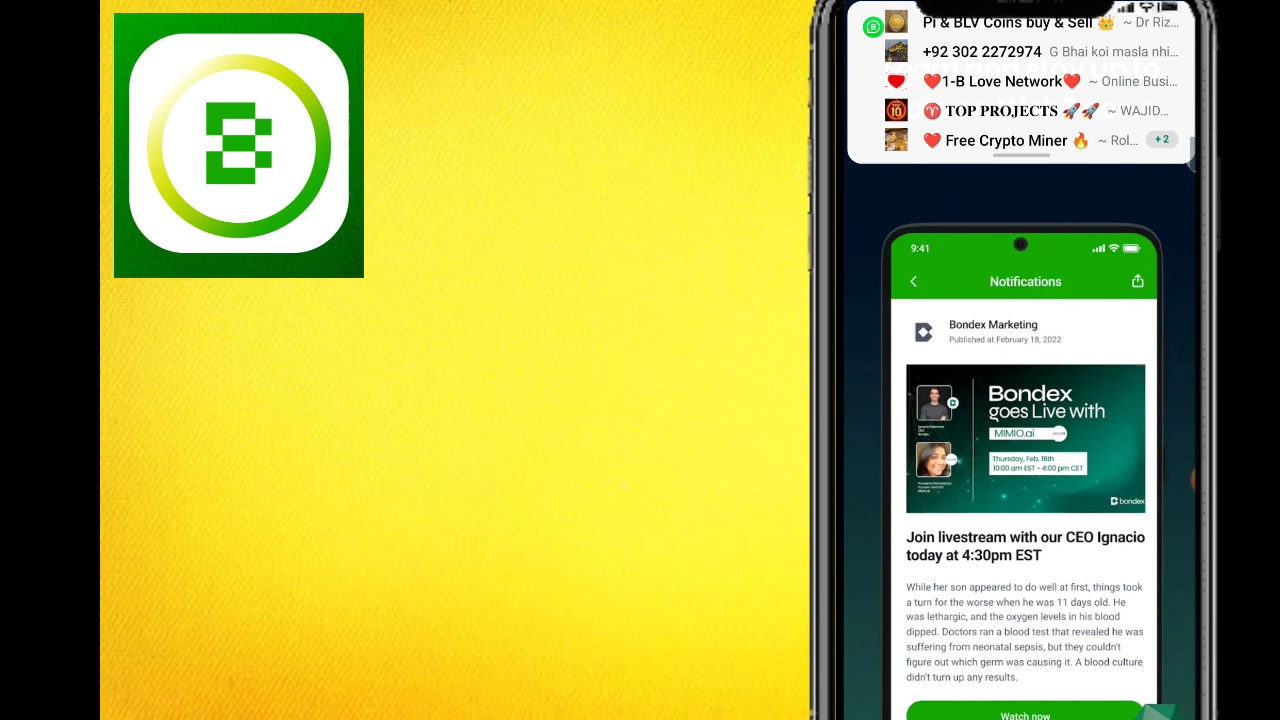 Pi & BLV Coins buy & Sell 👑 ~ Dr Riz...
+92 302 2272974 G Bhai koi masla nhi...
❤️1-B Love Network❤️ ~ Online Busi...
♈ 𝐓𝐎𝐏 𝐏𝐑𝐎𝐉𝐄𝐂𝐓𝐒 🚀🚀 ~ WAJID...
❤️ Free Crypto Miner 🔥 ~ Rol... +2
9:41
Notifications
Bondex Marketing
Published at February 18, 2022
Bondex
goes Live with
MIMIO.ai
Thursday, Feb. 16th
10:00 am EST - 4:00 pm CET
bondex
Join livestream with our CEO Ignacio
today at 4:30pm EST
While her son appeared to do well at first, things took
a turn for the worse when he was 11 days old. He
was lethargic, and the oxygen levels in his blood
dipped. Doctors ran a blood test that revealed he was
suffering from neonatal sepsis, but they couldn't
figure out which germ was causing it. A blood culture
didn't turn up any results.
Watch now